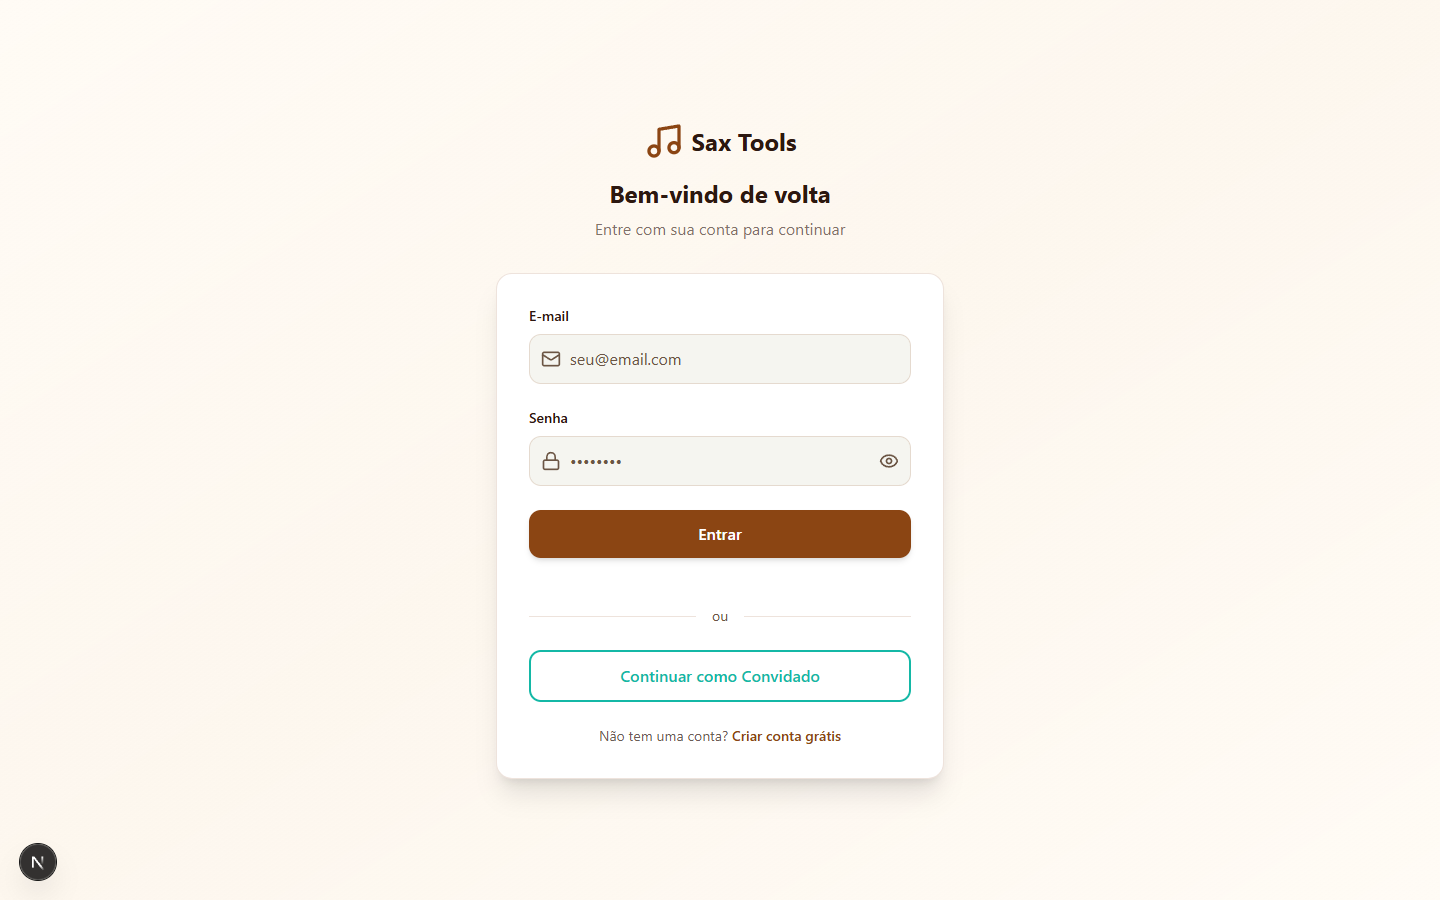 Sax Tools
Bem-vindo de volta
Entre com sua conta para continuar
E-mail
seu@email.com
Senha
••••••••
Entrar
ou
Continuar como Convidado
Não tem uma conta? Criar conta grátis
N